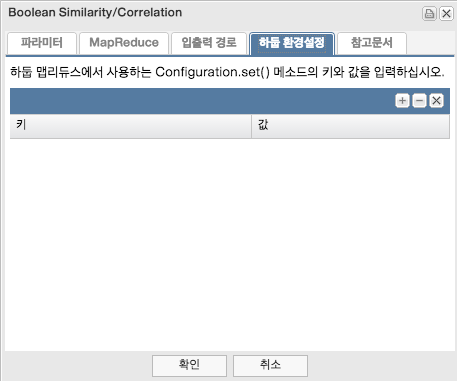 Boolean Similarity/Correlation
파라미터 MapReduce 입출력 경로 하둡 환경설정 참고문서
하둡 맵리듀스에서 사용하는 Configuration.set() 메소드의 키와 값을 입력하십시오.
키 값
확인 취소